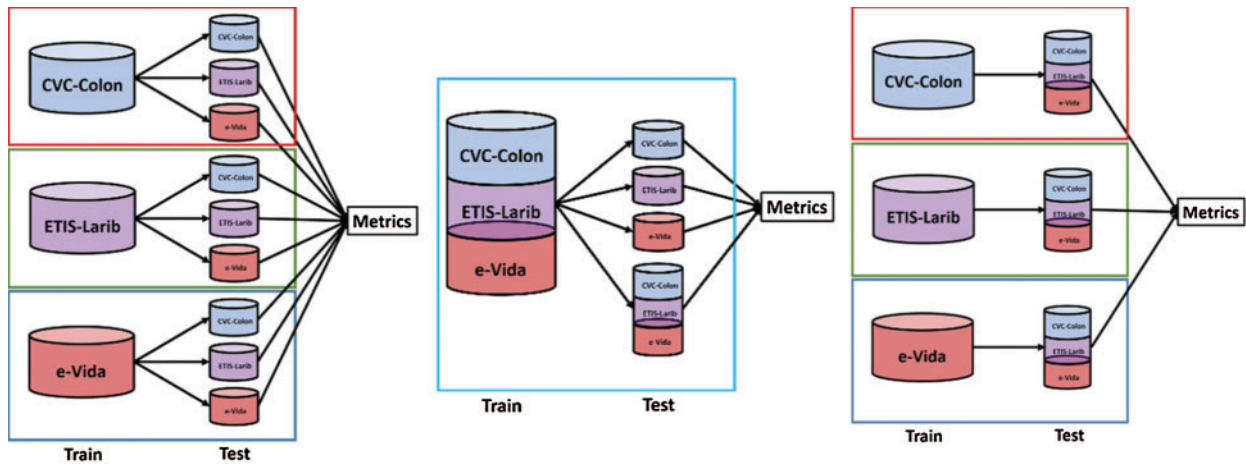 CVC-Colon
CVC-Colon
ETIS-Larib
e-Vida
ETIS-Larib
CVC-Colon
ETIS-Larib
e-Vida
e-Vida
CVC-Colon
ETIS-Larib
e-Vida
Metrics
Train
Test
CVC-Colon
ETIS-Larib
e-Vida
CVC-Colon
ETIS-Larib
e-Vida
CVC-Colon
ETIS-Larib
e-Vida
Metrics
Train
Test
CVC-Colon
CVC-Colon
ETIS-Larib
e-Vida
ETIS-Larib
CVC-Colon
ETIS-Larib
e-Vida
e-Vida
CVC-Colon
ETIS-Larib
e-Vida
Metrics
Train
Test